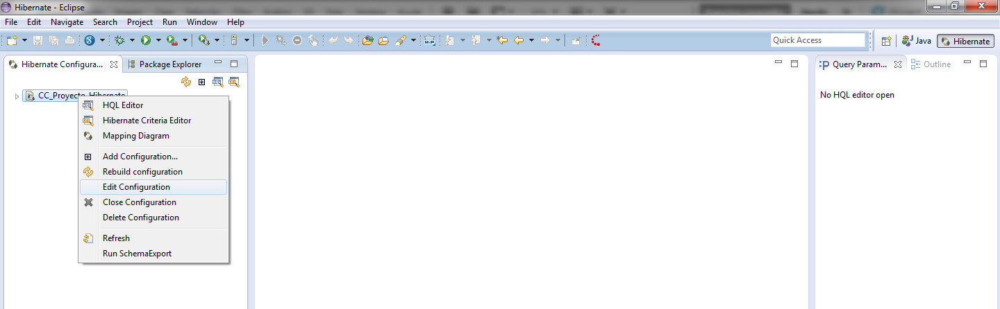 Hibernate - Eclipse
File Edit Navigate Search Project Run Window Help
Quick Access
Java
Hibernate
Hibernate Configura...
Package Explorer
CC_Proyecto_Hibernate
HQL Editor
Hibernate Criteria Editor
Mapping Diagram
Add Configuration...
Rebuild configuration
Edit Configuration
Close Configuration
Delete Configuration
Refresh
Run SchemaExport
Query Param...
Outline
No HQL editor open